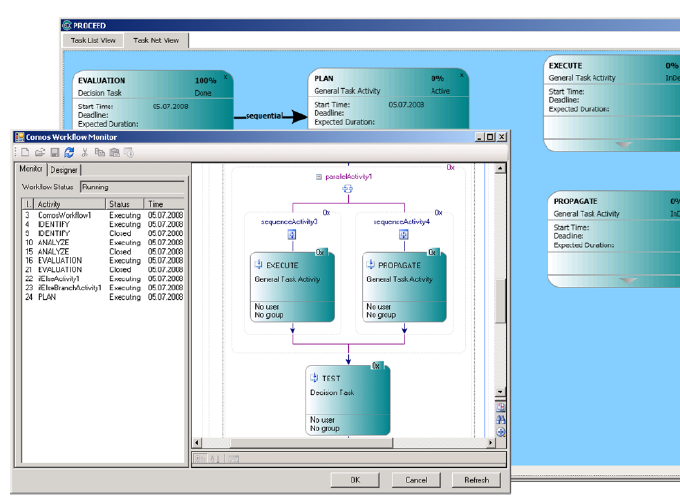 PROCEED
Task List View Task Net View
EVALUATION 100% x
Decision Task Done
Start Time: 05.07.2008
Deadline:
Expected Duration:
sequential
PLAN 0% x
General Task Activity Active
Start Time: 05.07.2008
Deadline:
Expected Duration:
EXECUTE 0%
General Task Activity InDe
Start Time:
Deadline:
Expected Duration:
PROPAGATE 0%
General Task Activity InD
Start Time:
Deadline:
Expected Duration:
Comos Workflow Monitor
Monitor Designer
Workflow Status Running
I.. Activity Status Time
3 ComosWorkflow1 Executing 05.07.2008
4 IDENTIFY Executing 05.07.2008
9 IDENTIFY Closed 05.07.2008
10 ANALYZE Executing 05.07.2008
15 ANALYZE Closed 05.07.2008
16 EVALUATION Executing 05.07.2008
21 EVALUATION Closed 05.07.2008
22 ifElseActivity1 Executing 05.07.2008
23 ifElseBranchActivity1 Executing 05.07.2008
24 PLAN Executing 05.07.2008
0x
parallelActivity1
0x
sequenceActivity3
0x
sequenceActivity4
0x
EXECUTE
General Task Activity
No user
No group
0x
PROPAGATE
General Task Activity
No user
No group
0x
TEST
Decision Task
No user
No group
OK Cancel Refresh